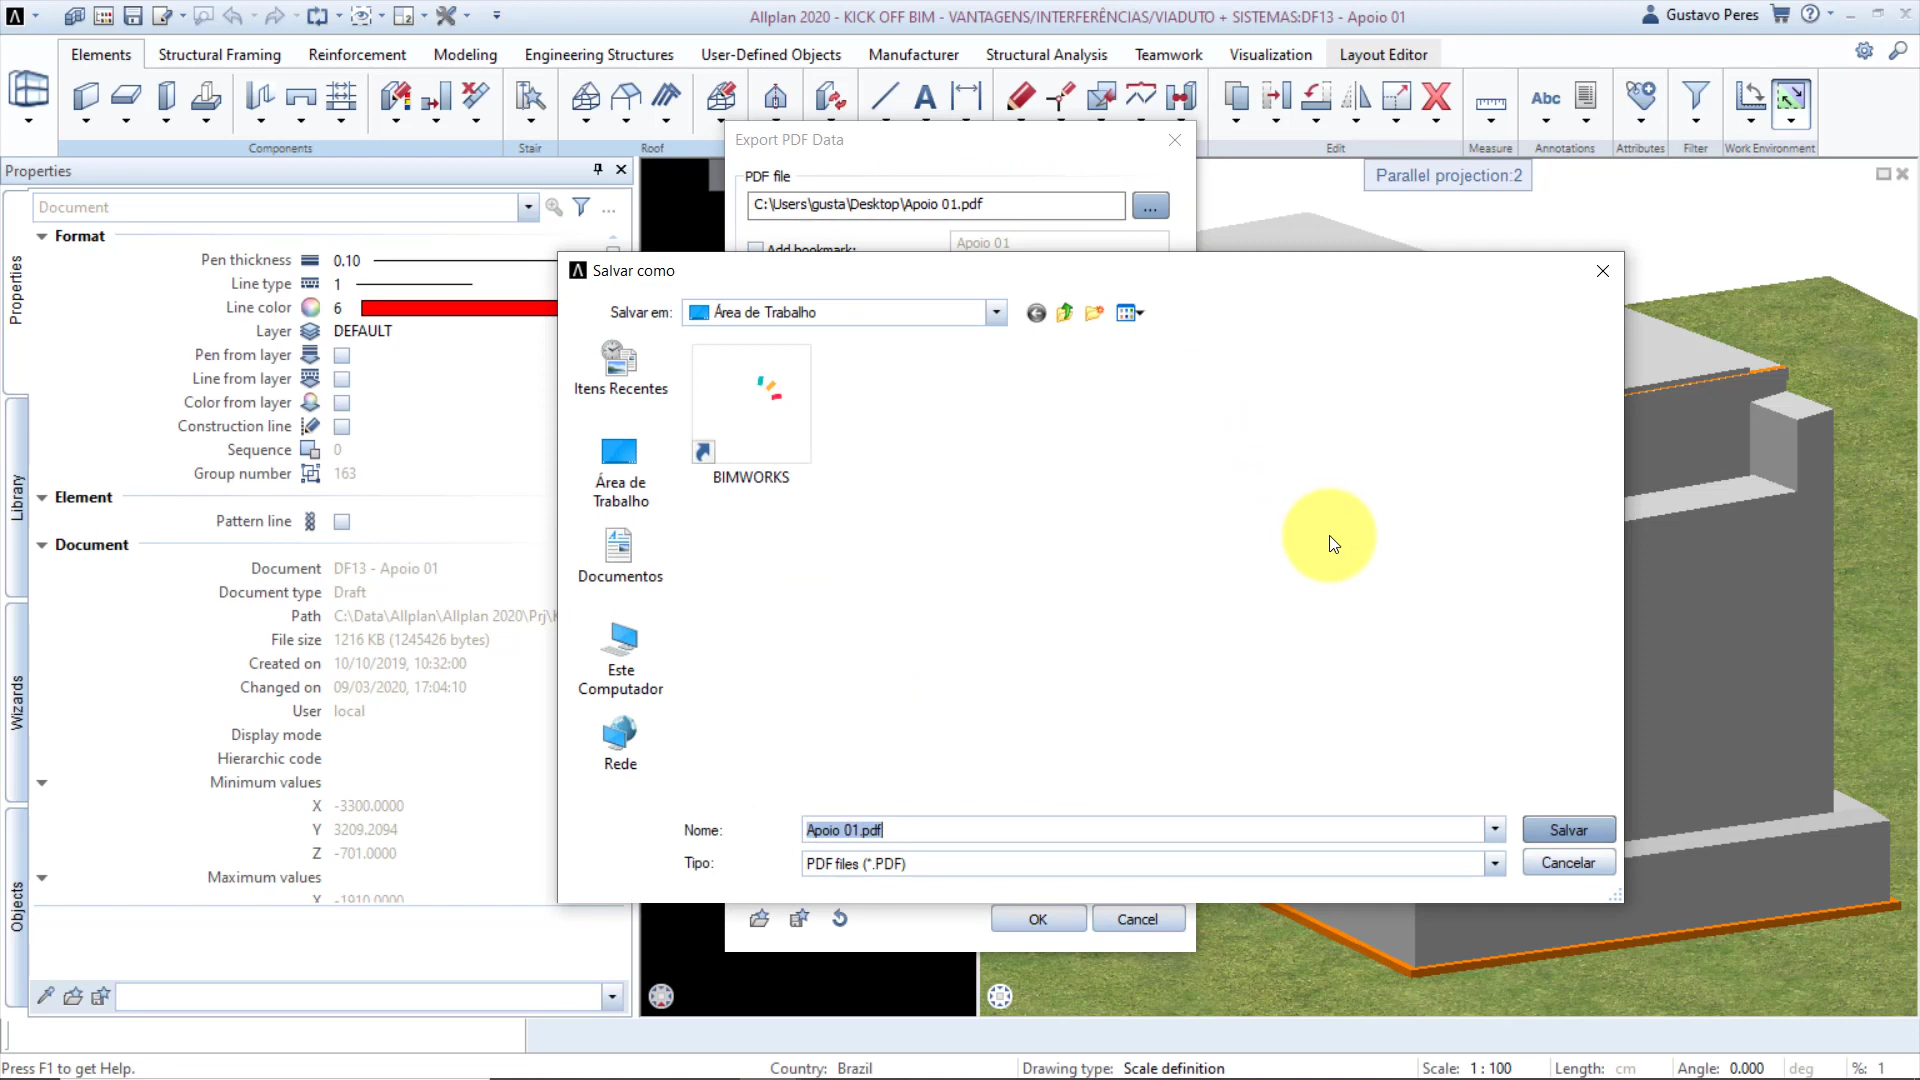 Allplan 2020 - KICK OFF BIM - VANTAGENS/INTERFERÊNCIAS/VIADUTO + SISTEMAS:DF13 - Apoio 01
Gustavo Peres
Elements
Structural Framing
Reinforcement
Modeling
Engineering Structures
User-Defined Objects
Manufacturer
Structural Analysis
Teamwork
Visualization
Layout Editor
Abc
Components
Stair
Roof
Edit
Measure
Annotations
Attributes
Filter
Work Environment
Properties
Document
Format
Pen thickness 0.10
Line type 1
Line color 6
Layer DEFAULT
Pen from layer
Line from layer
Color from layer
Construction line
Sequence 0
Group number 163
Element
Pattern line
Document
Document DF13 - Apoio 01
Document type Draft
Path C:\Data\Allplan\Allplan 2020\Prj\
File size 1216 KB (1245426 bytes)
Created on 10/10/2019, 10:32:00
Changed on 09/03/2020, 17:04:10
User local
Display mode
Hierarchic code
Minimum values
X -3300.0000
Y 3209.2094
Z -701.0000
Maximum values
X -1910.0000
Properties
Library
Wizards
Objects
Export PDF Data
PDF file
C:\Users\gusta\Desktop\Apoio 01.pdf
...
Add bookmark:
Apoio 01
Parallel projection:2
Salvar como
Salvar em: Área de Trabalho
Itens Recentes
Área de
Trabalho
Documentos
Este
Computador
Rede
BIMWORKS
Nome: Apoio 01.pdf
Salvar
Tipo: PDF files (*.PDF)
Cancelar
OK
Cancel
Press F1 to get Help.
Country: Brazil
Drawing type: Scale definition
Scale: 1:100
Length: cm
Angle: 0.000 deg
%: 1